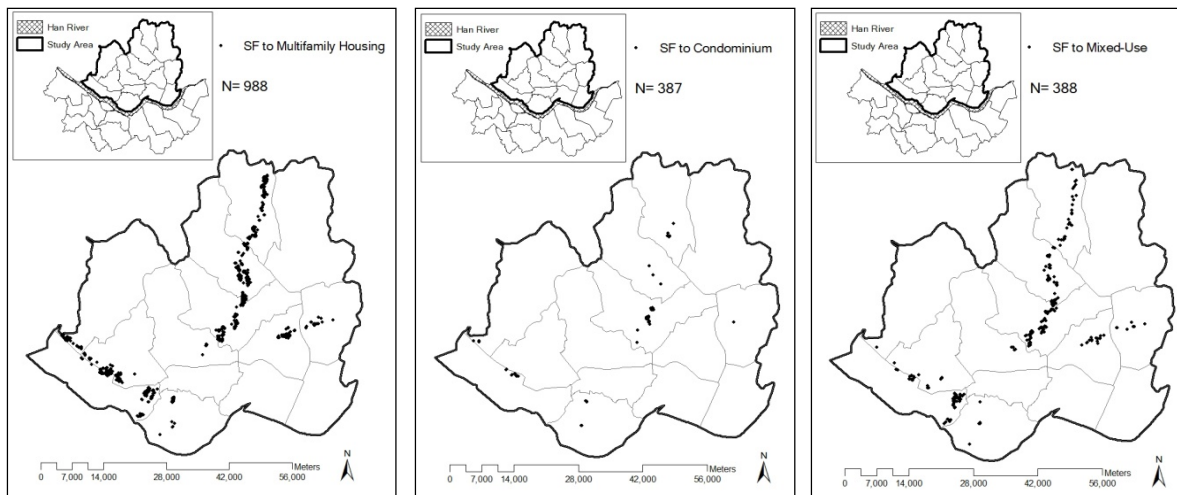 Han River
Study Area
SF to Multifamily Housing
N= 988
N
Meters
0 7,000 14,000 28,000 42,000 56,000
Han River
Study Area
SF to Condominium
N= 387
N
Meters
0 7,000 14,000 28,000 42,000 56,000
Han River
Study Area
SF to Mixed-Use
N= 388
N
Meters
0 7,000 14,000 28,000 42,000 56,000